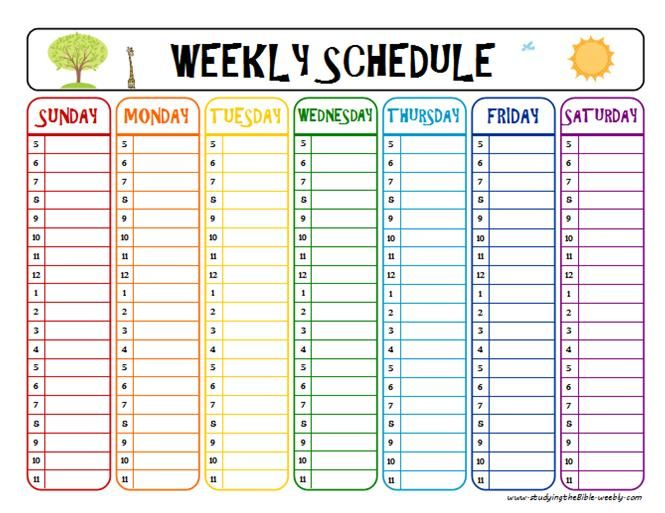 WEEKLY SCHEDULE
SUNDAY MONDAY TUESDAY WEDNESDAY THURSDAY FRIDAY SATURDAY
5 5 5 5 5 5 5
6 6 6 6 6 6 6
7 7 7 7 7 7 7
8 8 8 8 8 8 8
9 9 9 9 9 9 9
10 10 10 10 10 10 10
11 11 11 11 11 11 11
12 12 12 12 12 12 12
1 1 1 1 1 1 1
2 2 2 2 2 2 2
3 3 3 3 3 3 3
4 4 4 4 4 4 4
5 5 5 5 5 5 5
6 6 6 6 6 6 6
7 7 7 7 7 7 7
8 8 8 8 8 8 8
9 9 9 9 9 9 9
10 10 10 10 10 10 10
11 11 11 11 11 11 11
www.studyingtheBible-weebly.com